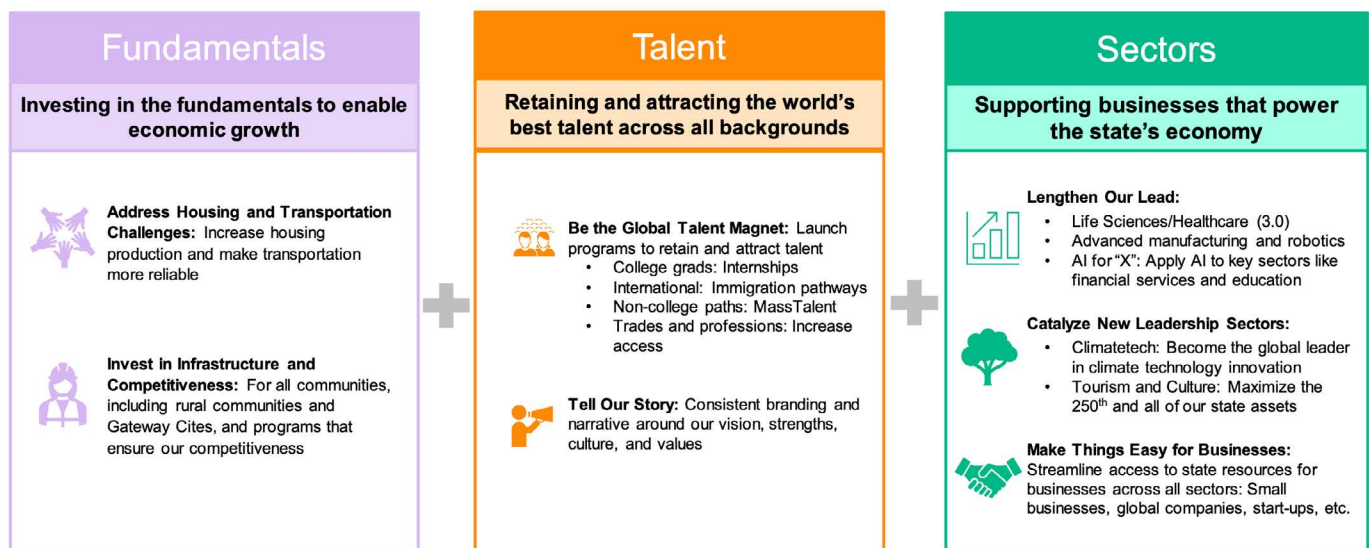 Fundamentals
Investing in the fundamentals to enable
economic growth
Address Housing and Transportation
Challenges: Increase housing
production and make transportation
more reliable
Invest in Infrastructure and
Competitiveness: For all communities,
including rural communities and
Gateway Cites, and programs that
ensure our competitiveness
Talent
Retaining and attracting the world's
best talent across all backgrounds
Be the Global Talent Magnet: Launch
programs to retain and attract talent
• College grads: Internships
• International: Immigration pathways
• Non-college paths: MassTalent
• Trades and professions: Increase
access
Tell Our Story: Consistent branding and
narrative around our vision, strengths,
culture, and values
Sectors
Supporting businesses that power
the state's economy
Lengthen Our Lead:
• Life Sciences/Healthcare (3.0)
• Advanced manufacturing and robotics
• AI for “X”: Apply AI to key sectors like
financial services and education
Catalyze New Leadership Sectors:
• Climatetech: Become the global leader
in climate technology innovation
• Tourism and Culture: Maximize the
250th and all of our state assets
Make Things Easy for Businesses:
Streamline access to state resources for
businesses across all sectors: Small
businesses, global companies, start-ups, etc.